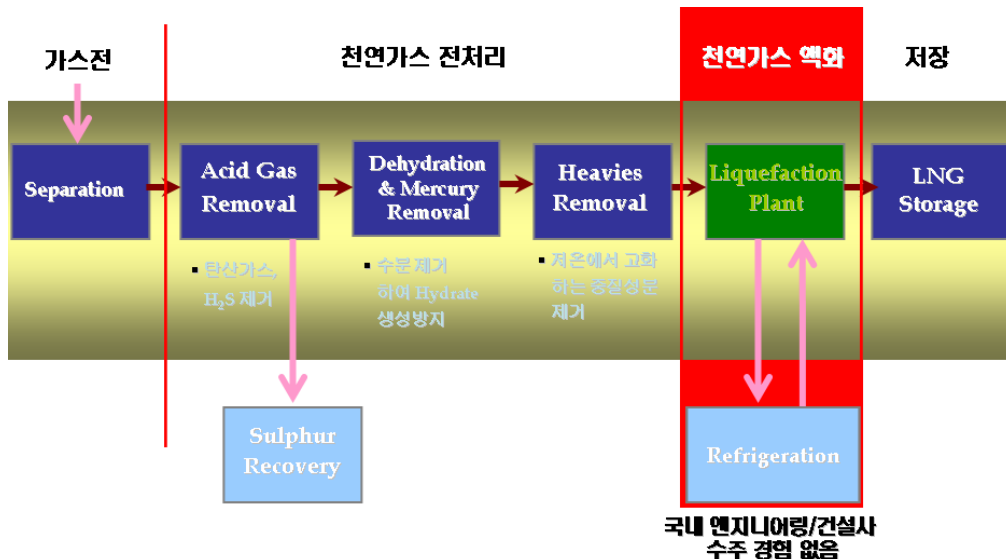 가스전
천연가스 전처리
천연가스 액화
저장
Separation
Acid Gas
Removal
Dehydration
& Mercury
Removal
Heavies
Removal
Liquefaction
Plant
LNG
Storage
▪ 탄산가스,
H₂S 제거
▪ 수분 제거
하여 Hydrate
생성방지
▪ 저온에서 고화
하는 중질성분
제거
Sulphur
Recovery
Refrigeration
국내 엔지니어링/건설사
수주 경험 없음